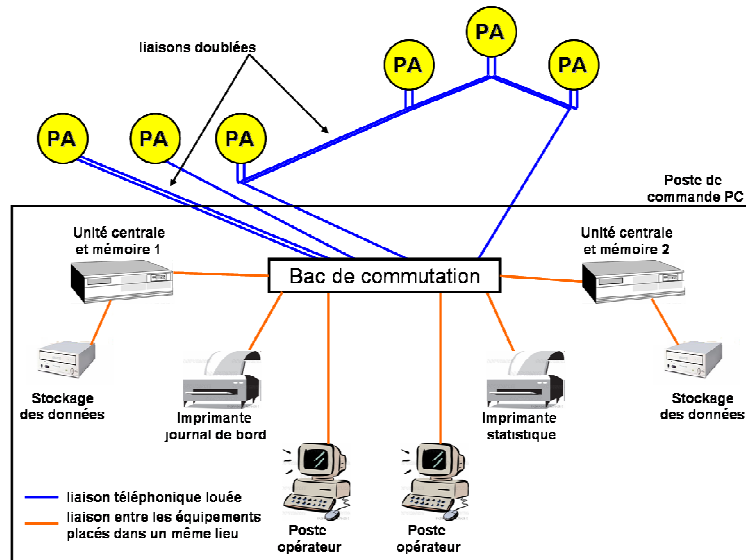 liaisons doublées
PA
PA
PA
PA
PA
PA
Poste de
commande PC
Unité centrale
et mémoire 1
Bac de commutation
Unité centrale
et mémoire 2
Stockage
des données
Imprimante
journal de bord
Imprimante
statistique
Stockage
des données
liaison téléphonique louée
liaison entre les équipements
placés dans un même lieu
Poste
opérateur
Poste
opérateur